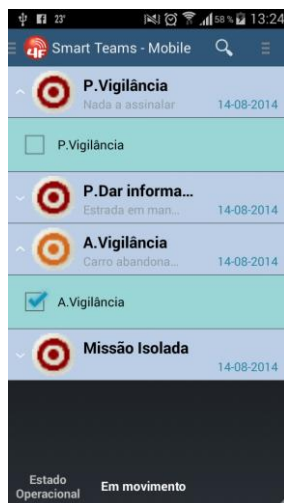 23° 58 % 13:24
Smart Teams - Mobile
P.Vigilância
Nada a assinalar 14-08-2014
P.Vigilância
P.Dar informa...
Estrada em man... 14-08-2014
A.Vigilância
Carro abandona... 14-08-2014
A.Vigilância
Missão Isolada
14-08-2014
Estado
Operacional Em movimento